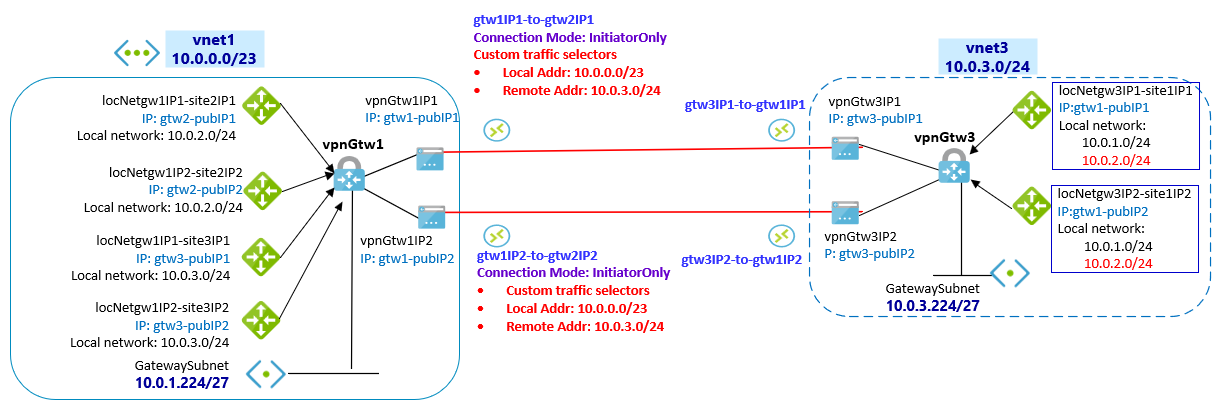 vnet1
10.0.0.0/23
gtw1IP1-to-gtw2IP1
Connection Mode: InitiatorOnly
Custom traffic selectors
• Local Addr: 10.0.0.0/23
• Remote Addr: 10.0.3.0/24
vnet3
10.0.3.0/24
locNetgw1IP1-site2IP1
IP: gtw2-pubIP1
Local network: 10.0.2.0/24
locNetgw1IP2-site2IP2
IP: gtw2-pubIP2
Local network: 10.0.2.0/24
locNetgw1IP1-site3IP1
IP: gtw3-pubIP1
Local network: 10.0.3.0/24
locNetgw1IP2-site3IP2
IP: gtw3-pubIP2
Local network: 10.0.3.0/24
GatewaySubnet
10.0.1.224/27
vpnGtw1
vpnGtw1IP1
IP: gtw1-pubIP1
vpnGtw1IP2
IP: gtw1-pubIP2
gtw3IP1-to-gtw1IP1
gtw1IP2-to-gtw2IP2
Connection Mode: InitiatorOnly
• Custom traffic selectors
• Local Addr: 10.0.0.0/23
• Remote Addr: 10.0.3.0/24
gtw3IP2-to-gtw1IP2
vpnGtw3IP1
IP: gtw3-pubIP1
vpnGtw3IP2
P: gtw3-pubIP2
vpnGtw3
locNetgw3IP1-site1IP1
IP:gtw1-pubIP1
Local network:
10.0.1.0/24
10.0.2.0/24
locNetgw3IP2-site1IP2
IP:gtw1-pubIP2
Local network:
10.0.1.0/24
10.0.2.0/24
GatewaySubnet
10.0.3.224/27